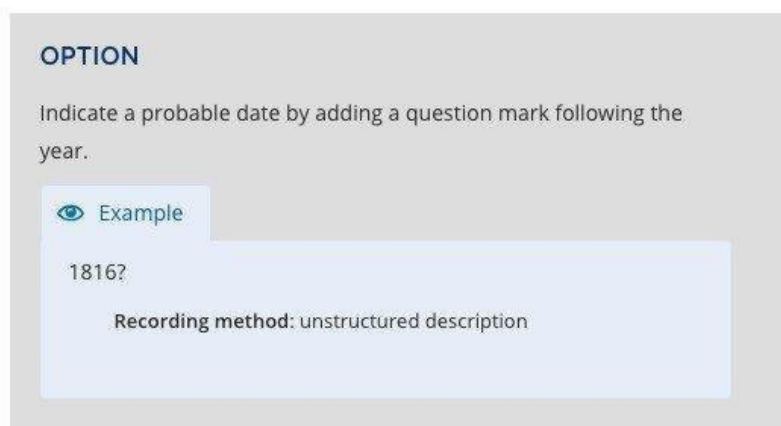 OPTION
Indicate a probable date by adding a question mark following the
year.
Example
1816?
Recording method: unstructured description